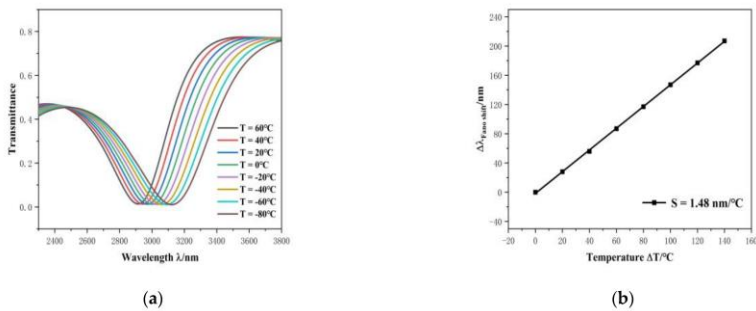 0.8
0.6
0.4
0.2
0.0
Transmittance
T = 60℃
T = 40℃
T = 20℃
T = 0℃
T = -20℃
T = -40℃
T = -60℃
T = -80℃
2400 2600 2800 3000 3200 3400 3600 3800
Wavelength λ/nm
(a)
240
200
160
120
80
40
0
-40
Δλ Fano shift/nm
S = 1.48 nm/℃
-20 0 20 40 60 80 100 120 140 160
Temperature ΔT/℃
(b)